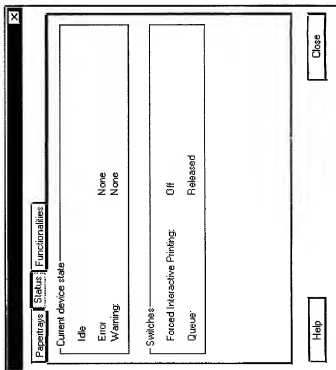 Papertrays Status: Functionalities
Current device state
Idle
Error None
Warning: None
Switches
Forced Interactive Printing: Off
Queue: Released
Help Close